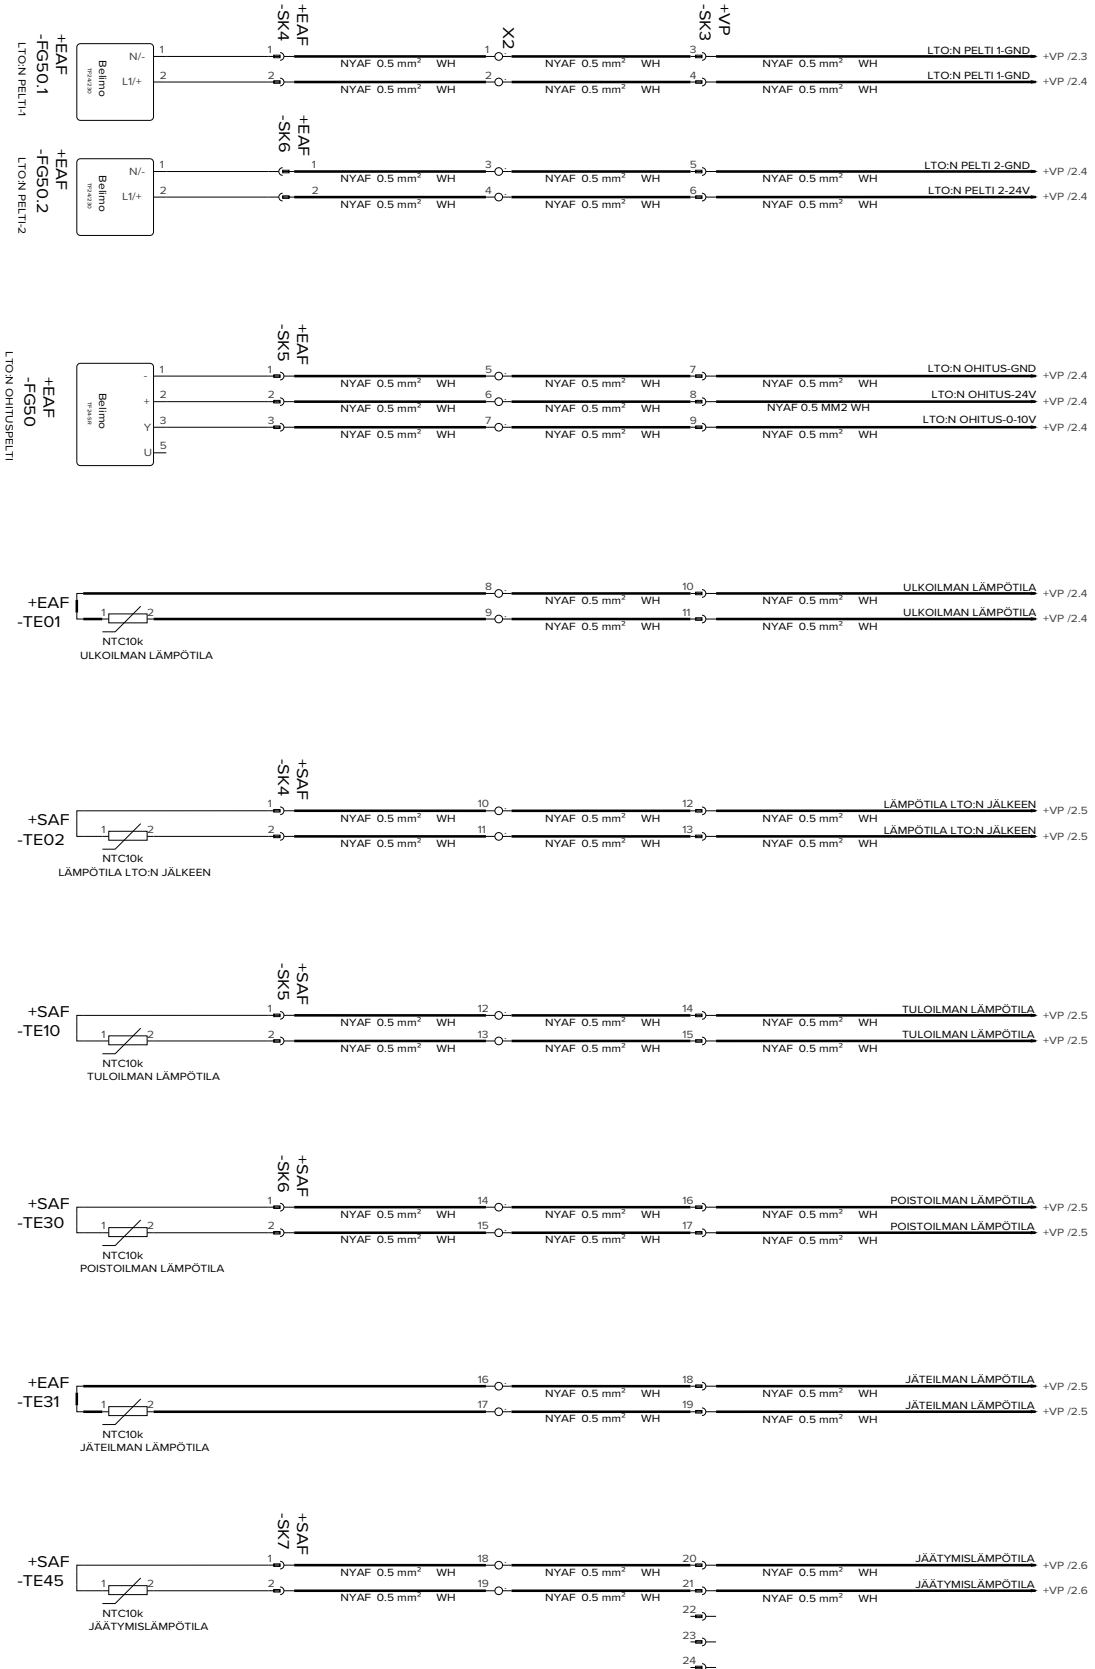 +EAF
-SK4
X2
+VP
-SK3
+EAF
-FG50.1
LTO:N PELTI-1
Belimo
TP24/230
N/- 1 1 1 3 LTO:N PELTI 1-GND +VP /2.3
NYAF 0.5 mm² WH NYAF 0.5 mm² WH NYAF 0.5 mm² WH
L1/+ 2 2 2 4 LTO:N PELTI 1-GND +VP /2.4
NYAF 0.5 mm² WH NYAF 0.5 mm² WH NYAF 0.5 mm² WH
+EAF
-SK6
+EAF
-FG50.2
LTO:N PELTI-2
Belimo
TP24/230
N/- 1 1 3 5 LTO:N PELTI 2-GND +VP /2.4
NYAF 0.5 mm² WH NYAF 0.5 mm² WH NYAF 0.5 mm² WH
L1/+ 2 2 4 6 LTO:N PELTI 2-24V +VP /2.4
NYAF 0.5 mm² WH NYAF 0.5 mm² WH NYAF 0.5 mm² WH
+EAF
-SK5
+EAF
-FG50
LTO:N OHITUSPELTI
Belimo
TF24-SR
- 1 1 5 7 LTO:N OHITUS-GND +VP /2.4
NYAF 0.5 mm² WH NYAF 0.5 mm² WH NYAF 0.5 mm² WH
+ 2 2 6 8 LTO:N OHITUS-24V +VP /2.4
NYAF 0.5 mm² WH NYAF 0.5 mm² WH NYAF 0.5 MM2 WH
Y 3 3 7 9 LTO:N OHITUS-0-10V +VP /2.4
NYAF 0.5 mm² WH NYAF 0.5 mm² WH NYAF 0.5 mm² WH
U 5
8 10 ULKOILMAN LÄMPÖTILA +VP /2.4
+EAF NYAF 0.5 mm² WH NYAF 0.5 mm² WH
-TE01 1 2 9 11 ULKOILMAN LÄMPÖTILA +VP /2.4
NYAF 0.5 mm² WH NYAF 0.5 mm² WH
NTC10k
ULKOILMAN LÄMPÖTILA
+SAF
-SK4
1 10 12 LÄMPÖTILA LTO:N JÄLKEEN +VP /2.5
+SAF NYAF 0.5 mm² WH NYAF 0.5 mm² WH NYAF 0.5 mm² WH
-TE02 1 2 2 11 13 LÄMPÖTILA LTO:N JÄLKEEN +VP /2.5
NYAF 0.5 mm² WH NYAF 0.5 mm² WH NYAF 0.5 mm² WH
NTC10k
LÄMPÖTILA LTO:N JÄLKEEN
+SAF
-SK5
1 12 14 TULOILMAN LÄMPÖTILA +VP /2.5
+SAF NYAF 0.5 mm² WH NYAF 0.5 mm² WH NYAF 0.5 mm² WH
-TE10 1 2 2 13 15 TULOILMAN LÄMPÖTILA +VP /2.5
NYAF 0.5 mm² WH NYAF 0.5 mm² WH NYAF 0.5 mm² WH
NTC10k
TULOILMAN LÄMPÖTILA
+SAF
-SK6
1 14 16 POISTOILMAN LÄMPÖTILA +VP /2.5
+SAF NYAF 0.5 mm² WH NYAF 0.5 mm² WH NYAF 0.5 mm² WH
-TE30 1 2 2 15 17 POISTOILMAN LÄMPÖTILA +VP /2.5
NYAF 0.5 mm² WH NYAF 0.5 mm² WH NYAF 0.5 mm² WH
NTC10k
POISTOILMAN LÄMPÖTILA
16 18 JÄTEILMAN LÄMPÖTILA +VP /2.5
+EAF NYAF 0.5 mm² WH NYAF 0.5 mm² WH
-TE31 1 2 17 19 JÄTEILMAN LÄMPÖTILA +VP /2.5
NYAF 0.5 mm² WH NYAF 0.5 mm² WH
NTC10k
JÄTEILMAN LÄMPÖTILA
+SAF
-SK7
1 18 20 JÄÄTYMISLÄMPÖTILA +VP /2.6
+SAF NYAF 0.5 mm² WH NYAF 0.5 mm² WH NYAF 0.5 mm² WH
-TE45 1 2 2 19 21 JÄÄTYMISLÄMPÖTILA +VP /2.6
NYAF 0.5 mm² WH NYAF 0.5 mm² WH NYAF 0.5 mm² WH
NTC10k
JÄÄTYMISLÄMPÖTILA
22
23
24